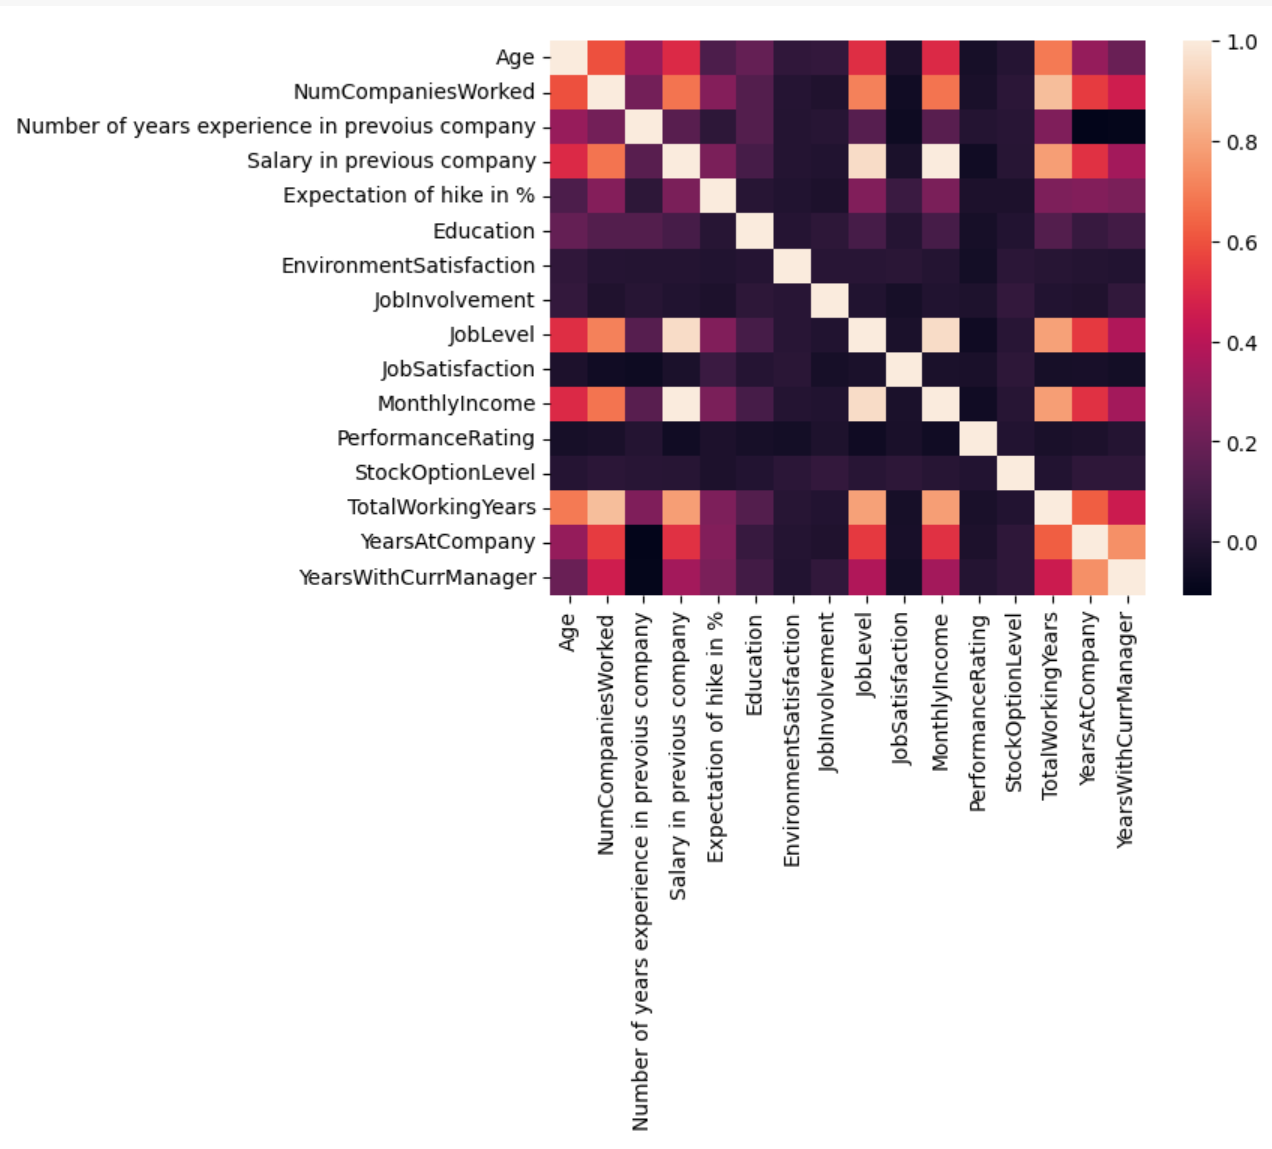 Age
NumCompaniesWorked
Number of years experience in prevoius company
Salary in previous company
Expectation of hike in %
Education
EnvironmentSatisfaction
JobInvolvement
JobLevel
JobSatisfaction
MonthlyIncome
PerformanceRating
StockOptionLevel
TotalWorkingYears
YearsAtCompany
YearsWithCurrManager
Age
NumCompaniesWorked
Number of years experience in prevoius company
Salary in previous company
Expectation of hike in %
Education
EnvironmentSatisfaction
JobInvolvement
JobLevel
JobSatisfaction
MonthlyIncome
PerformanceRating
StockOptionLevel
TotalWorkingYears
YearsAtCompany
YearsWithCurrManager
1.0
0.8
0.6
0.4
0.2
0.0